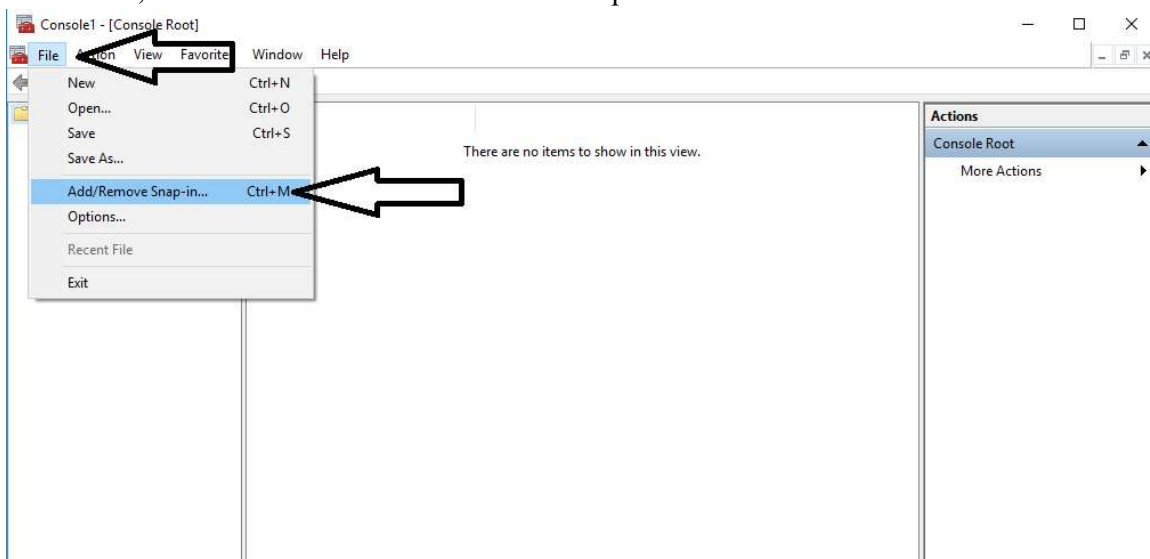 Console1 - [Console Root]
File Action View Favorite Window Help
New Ctrl+N
Open... Ctrl+O
Save Ctrl+S
Save As...
Add/Remove Snap-in... Ctrl+M
Options...
Recent File
Exit
There are no items to show in this view.
Actions
Console Root
More Actions